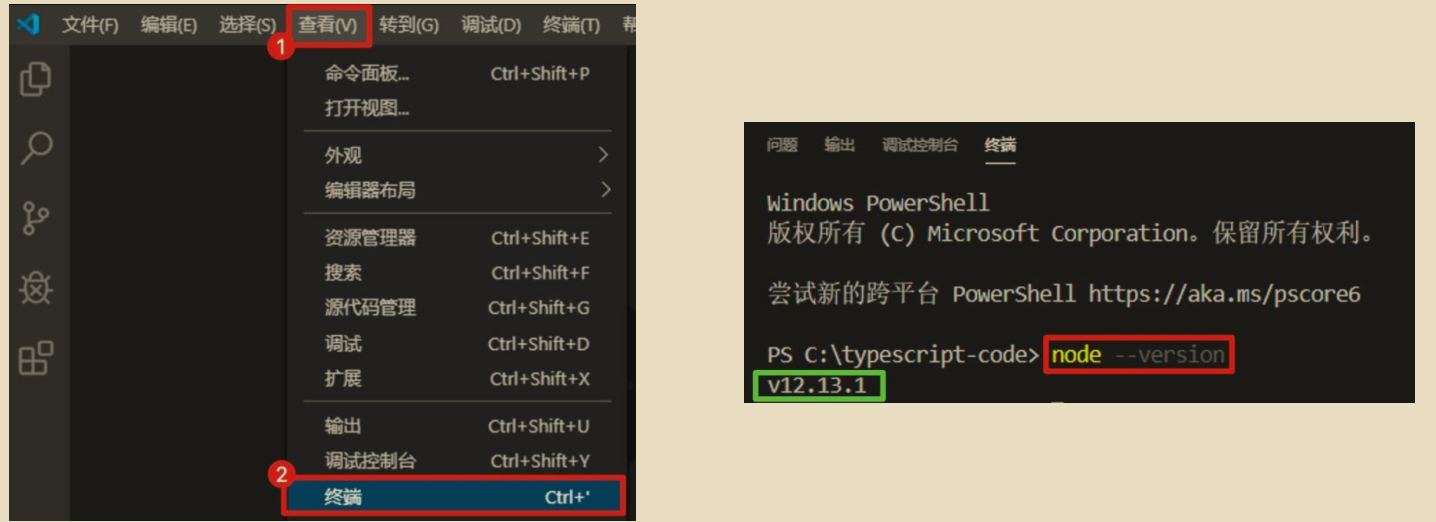 文件(F) 编辑(E) 选择(S) 查看(V) 转到(G) 调试(D) 终端(T) 帮
1
命令面板... Ctrl+Shift+P
打开视图...
外观
编辑器布局
资源管理器 Ctrl+Shift+E
搜索 Ctrl+Shift+F
源代码管理 Ctrl+Shift+G
调试 Ctrl+Shift+D
扩展 Ctrl+Shift+X
输出 Ctrl+Shift+U
调试控制台 Ctrl+Shift+Y
2
终端 Ctrl+'
问题 输出 调试控制台 终端
Windows PowerShell
版权所有 (C) Microsoft Corporation。保留所有权利。
尝试新的跨平台 PowerShell https://aka.ms/pscore6
PS C:\typescript-code> node --version
v12.13.1